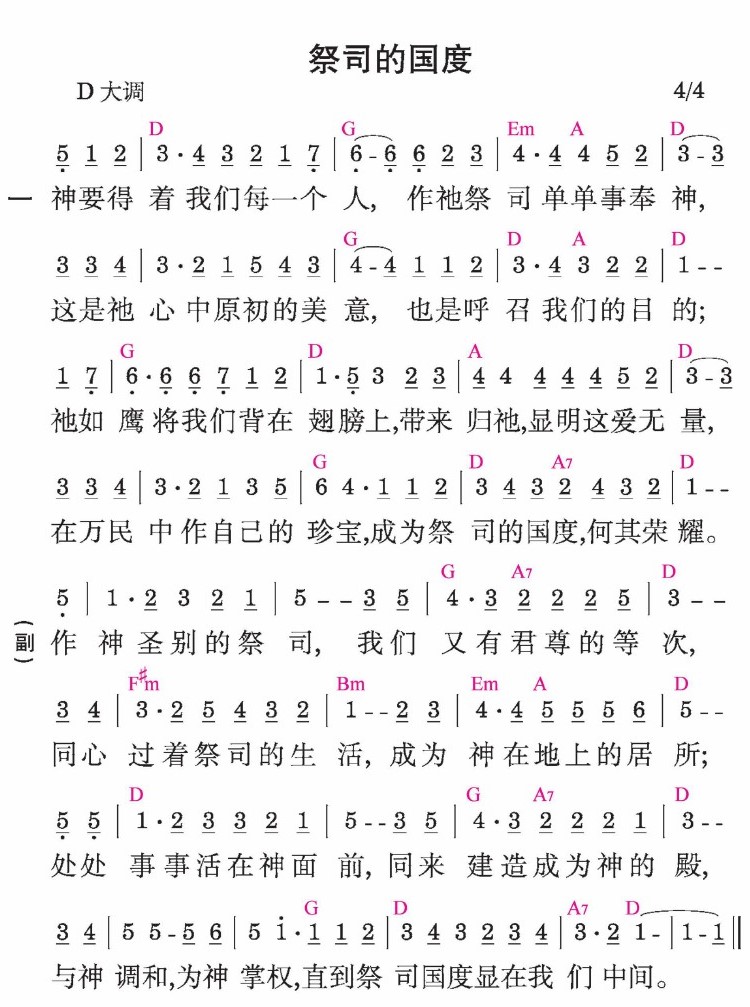 祭司的国度
D 大调 4/4
D G Em A D
5 1 2 | 3 · 4 3 2 1 7 | 6 - 6 6 2 3 | 4 · 4 4 5 2 | 3 - 3
一 神要得 着 我们每一个 人, 作祂祭 司 单单事奉 神,
G D A D
3 3 4 | 3 · 2 1 5 4 3 | 4 - 4 1 1 2 | 3 · 4 3 2 2 | 1 - -
这是祂 心 中原初的美 意, 也是呼 召 我们的目 的;
G D A D
1 7 | 6 · 6 6 7 1 2 | 1 · 5 3 2 3 | 4 4 4 4 4 5 2 | 3 - 3
祂如 鹰 将我们背在 翅膀上,带来 归祂,显明这爱无 量,
G D A7 D
3 3 4 | 3 · 2 1 3 5 | 6 4 · 1 1 2 | 3 4 3 2 4 3 2 | 1 - -
在万民 中作自己的 珍宝,成为祭 司的国度,何其荣 耀。
G A7 D
5 | 1 · 2 3 2 1 | 5 - - 3 5 | 4 · 3 2 2 2 5 | 3 - -
(副) 作 神 圣别的祭 司, 我们 又有君尊的等 次,
F♯m Bm Em A D
3 4 | 3 · 2 5 4 3 2 | 1 - - 2 3 | 4 · 4 5 5 5 6 | 5 - -
同心 过着祭司的生 活, 成为 神在地上的居 所;
D G A7 D
5 5 | 1 · 2 3 3 2 1 | 5 - - 3 5 | 4 · 3 2 2 2 1 | 3 - -
处处 事事活在神面 前, 同来 建造成为神的 殿,
G D A7 D
3 4 | 5 5 - 5 6 | 5 1 · 1 1 2 | 3 4 3 2 3 4 | 3 · 2 1 - | 1 - 1 ‖
与神 调和,为神 掌权,直到祭 司国度显在我 们中间。